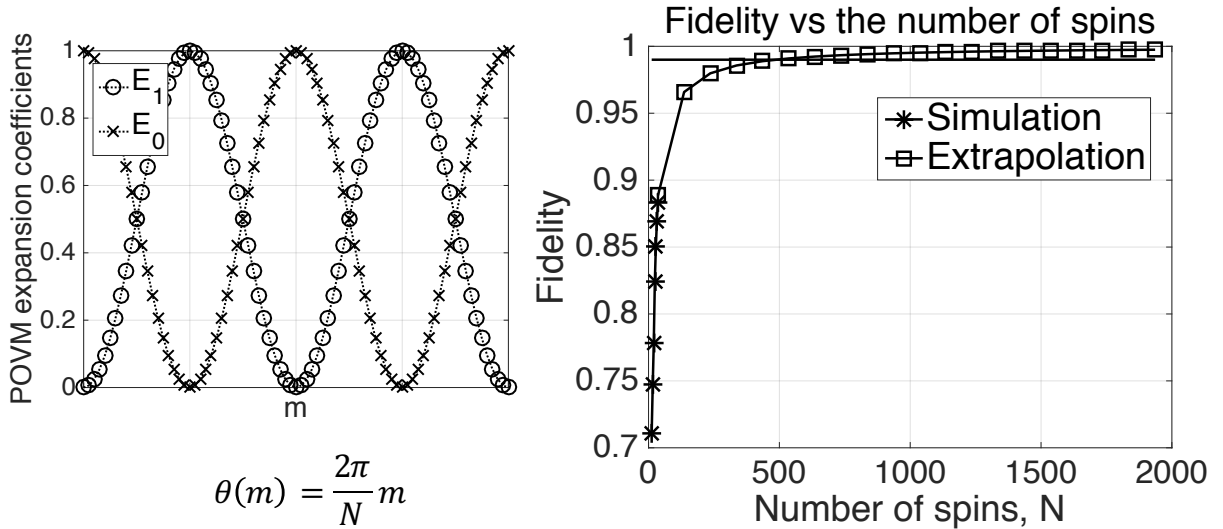 POVM expansion coefficients
1
0.8
0.6
0.4
0.2
0
E_1
E_0
m
θ(m) = 2π/N m
Fidelity vs the number of spins
Fidelity
1
0.95
0.9
0.85
0.8
0.75
0.7
Simulation
Extrapolation
0 500 1000 1500 2000
Number of spins, N